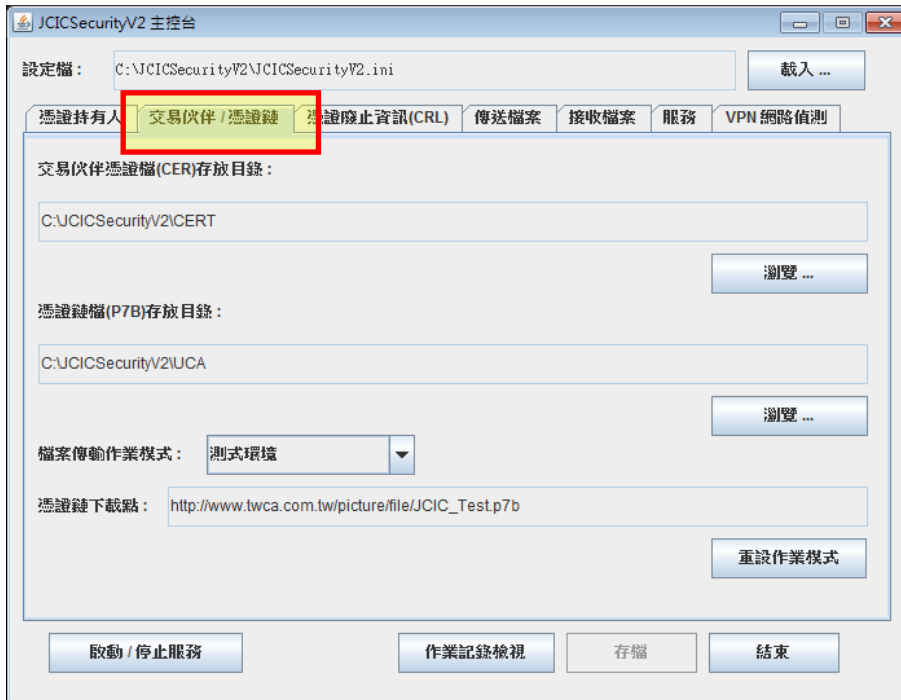 JCICSecurityV2 主控台
設定檔： C:\JCICSecurityV2\JCICSecurityV2.ini 載入 ...
憑證持有人 交易伙伴 / 憑證鏈 憑證廢止資訊(CRL) 傳送檔案 接收檔案 服務 VPN 網路偵測
交易伙伴憑證檔(CER)存放目錄：
C:\JCICSecurityV2\CERT
瀏覽 ...
憑證鏈檔(P7B)存放目錄：
C:\JCICSecurityV2\UCA
瀏覽 ...
檔案傳輸作業模式： 測式環境
憑證鏈下載點： http://www.twca.com.tw/picture/file/JCIC_Test.p7b
重設作業模式
啟動 / 停止服務 作業記錄檢視 存檔 結束